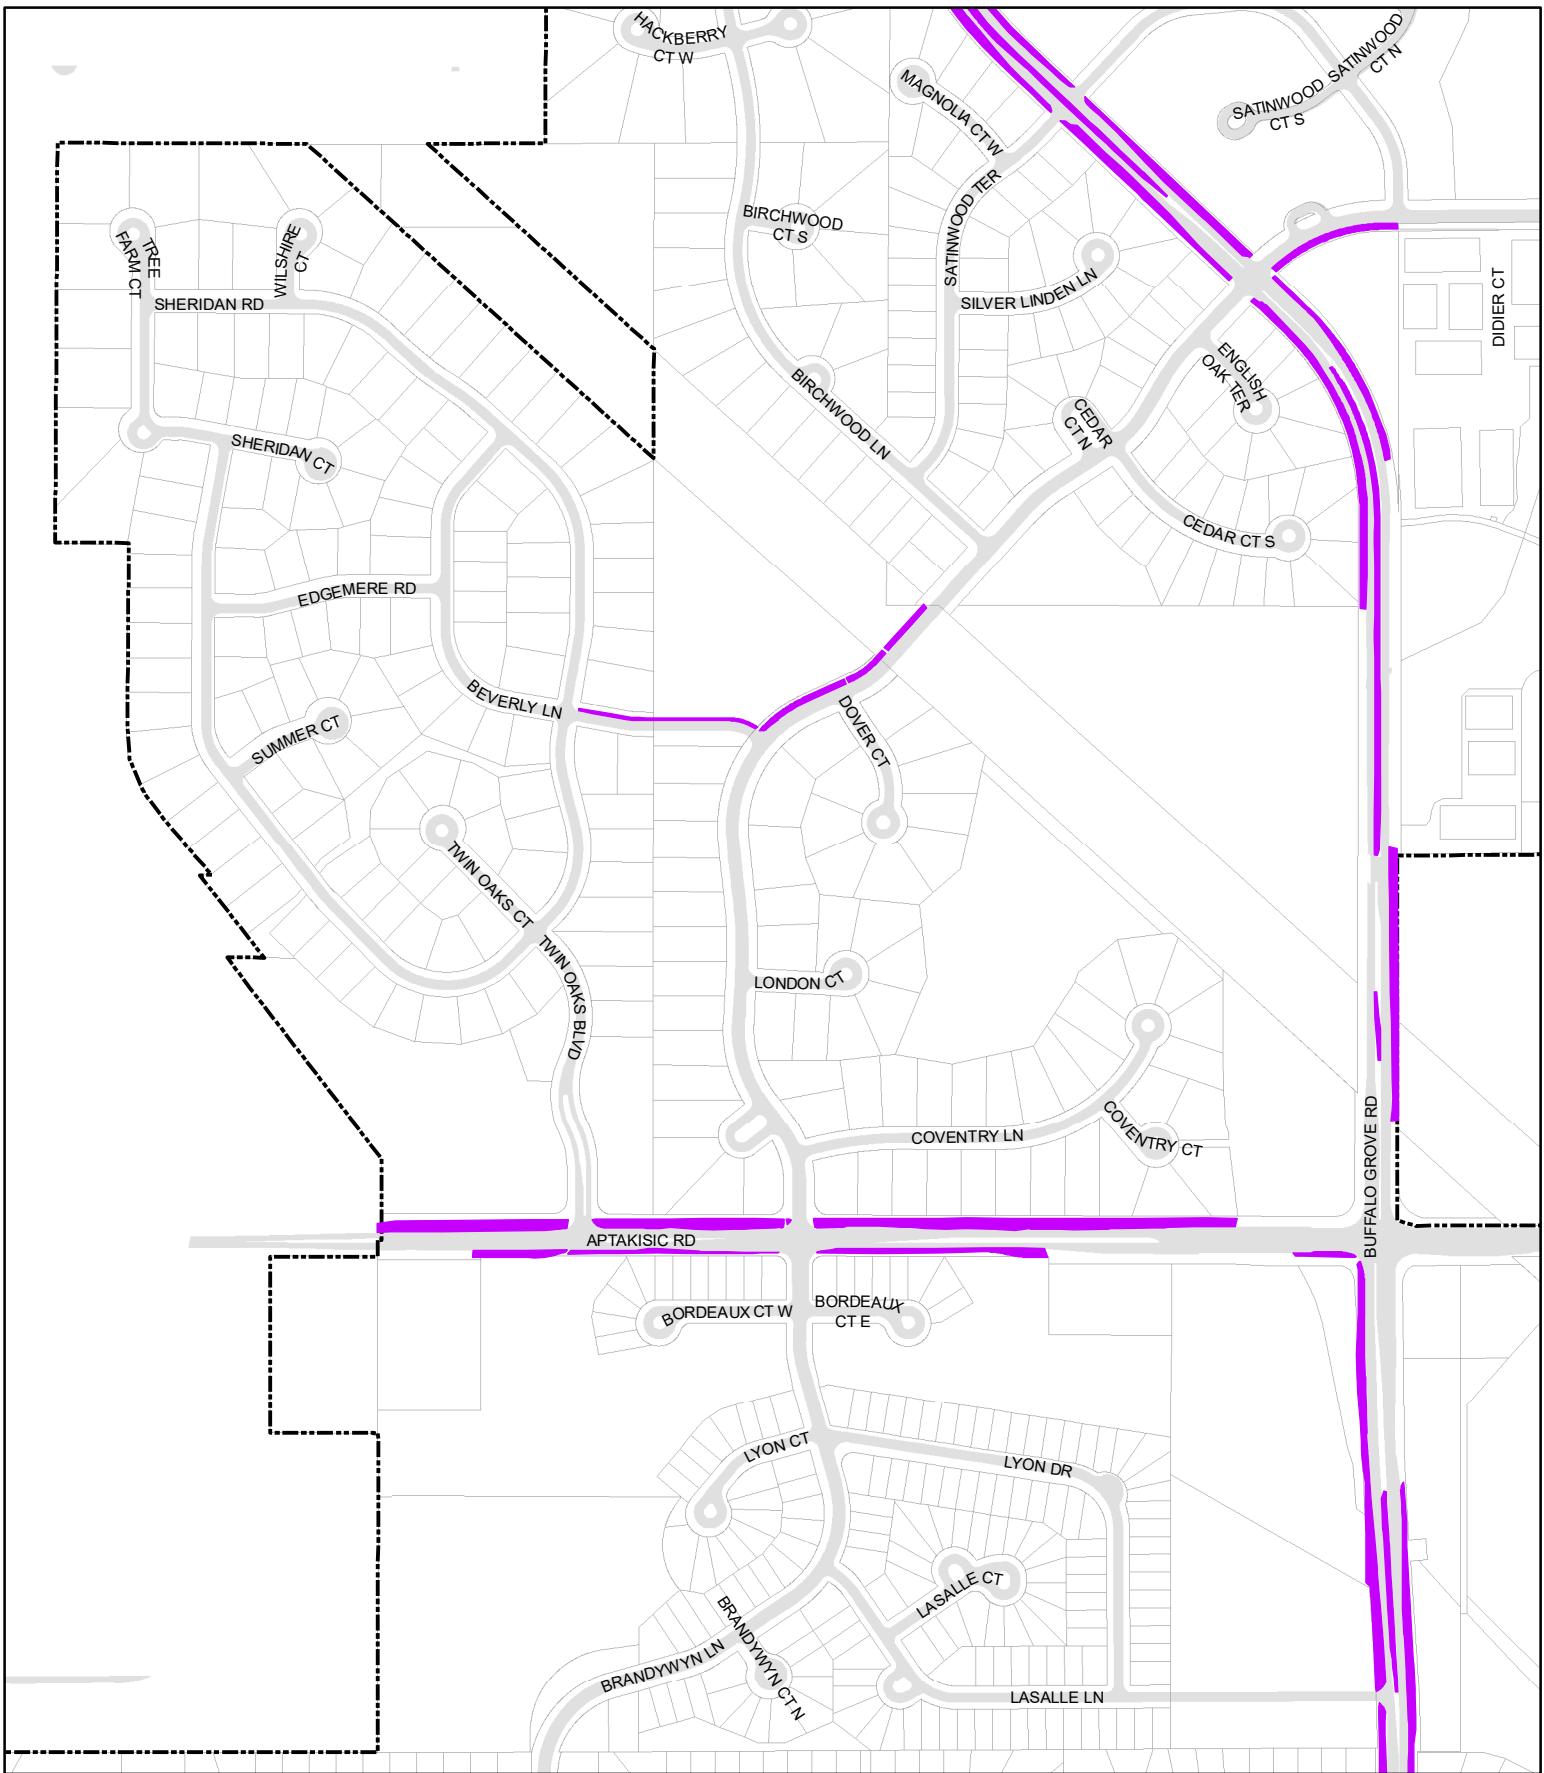 HACKBERRY
CT W
SATINWOOD
CT N
MAGNOLIA CT W
SATINWOOD
CT S
SATINWOOD TER
BIRCHWOOD
CT S
TREE
FARM CT
WILSHIRE
CT
SHERIDAN RD
SILVER LINDEN LN
DIDIER CT
ENGLISH
OAK TER
BIRCHWOOD LN
CEDAR
CT N
SHERIDAN CT
CEDAR CT S
EDGEMERE RD
BEVERLY LN
DOVER CT
SUMMER CT
TWIN OAKS CT
TWIN OAKS BLVD
LONDON CT
COVENTRY LN
COVENTRY CT
BUFFALO GROVE RD
APTAKISIC RD
BORDEAUX CT W
BORDEAUX
CT E
LYON CT
LYON DR
LASALLE CT
BRANDYWYN LN
BRANDYWYN CT N
LASALLE LN